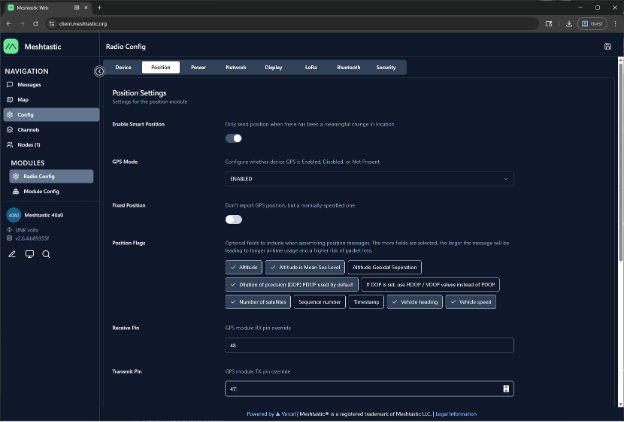 Meshtastic Web
client.meshtastic.org
Guest
Meshtastic
Radio Config
NAVIGATION
Messages
Map
Config
Channels
Nodes (1)
MODULES
Radio Config
Module Config
Meshtastic 40a0
UNK volts
Device
Position
Power
Network
Display
LoRa
Bluetooth
Security
Position Settings
Settings for the position module
Enable Smart Position
Only send position when there has been a meaningful change in location
GPS Mode
Configure whether device GPS is Enabled, Disabled, or Not Present
ENABLED
Fixed Position
Don't report GPS position, but a manually-specified one
Position Flags
Optional fields to include when assembling position messages. The more fields are selected, the larger the message will be
leading to longer airtime usage and a higher risk of packet loss.
Altitude
Altitude is Mean Sea Level
Altitude Geoidal Seperation
Dilution of precision (DOP) PDOP used by default
If DOP is set, use HDOP / VDOP values instead of PDOP
Number of satellites
Sequence number
Timestamp
Vehicle heading
Vehicle speed
Receive Pin
GPS module RX pin override
48
Transmit Pin
GPS module TX pin override
47
Powered by ▲ Vercel | Meshtastic® is a registered trademark of Meshtastic LLC. | Legal Information